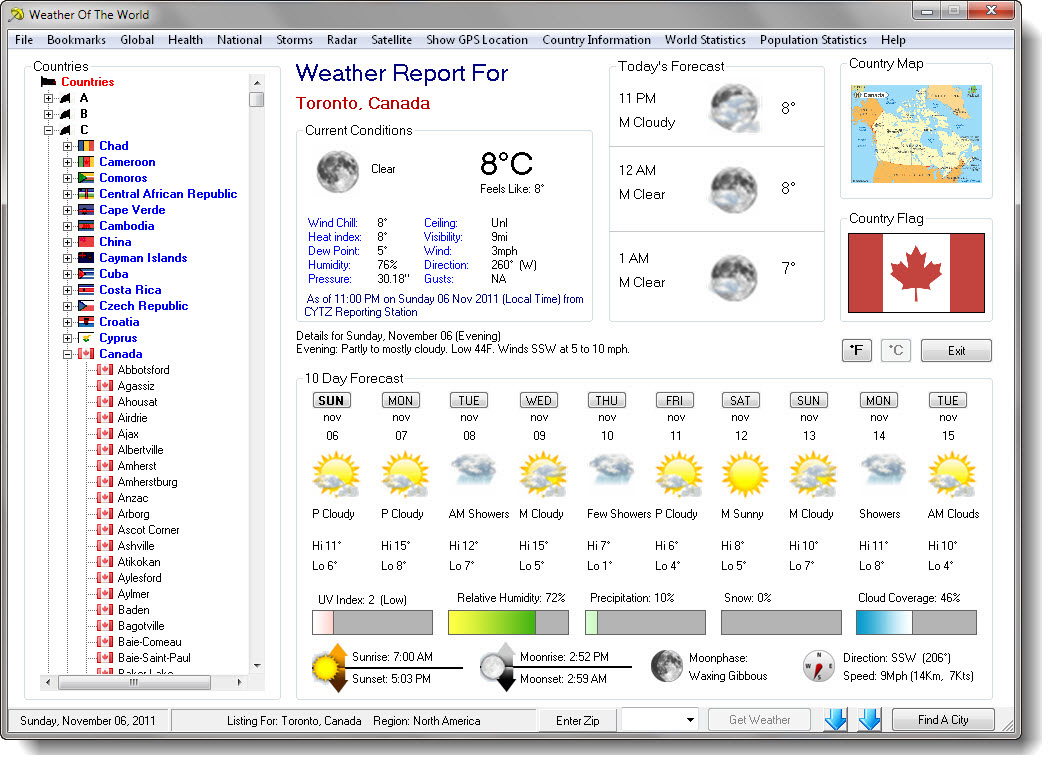 Weather Of The World
File Bookmarks Global Health National Storms Radar Satellite Show GPS Location Country Information World Statistics Population Statistics Help
Countries
Countries
A
B
C
Chad
Cameroon
Comoros
Central African Republic
Cape Verde
Cambodia
China
Cayman Islands
Cuba
Costa Rica
Czech Republic
Croatia
Cyprus
Canada
Abbotsford
Agassiz
Ahousat
Airdrie
Ajax
Albertville
Amherst
Amherstburg
Anzac
Arborg
Ascot Corner
Ashville
Atikokan
Aylesford
Aylmer
Baden
Bagotville
Baie-Comeau
Baie-Saint-Paul
Baker Lake
Weather Report For
Toronto, Canada
Current Conditions
Clear
8°C
Feels Like: 8°
Wind Chill: 8° Ceiling: Unl
Heat index: 8° Visibility: 9mi
Dew Point: 5° Wind: 3mph
Humidity: 76% Direction: 260° (W)
Pressure: 30.18" Gusts: NA
As of 11:00 PM on Sunday 06 Nov 2011 (Local Time) from
CYTZ Reporting Station
Today's Forecast
11 PM
M Cloudy
8°
12 AM
M Clear
8°
1 AM
M Clear
7°
Country Map
Canada
Country Flag
Details for Sunday, November 06 (Evening)
Evening: Partly to mostly cloudy. Low 44F. Winds SSW at 5 to 10 mph.
°F °C Exit
10 Day Forecast
SUN MON TUE WED THU FRI SAT SUN MON TUE
nov nov nov nov nov nov nov nov nov nov
06 07 08 09 10 11 12 13 14 15
P Cloudy P Cloudy AM Showers M Cloudy Few Showers P Cloudy M Sunny M Cloudy Showers AM Clouds
Hi 11° Hi 15° Hi 12° Hi 15° Hi 7° Hi 6° Hi 8° Hi 10° Hi 11° Hi 10°
Lo 6° Lo 8° Lo 7° Lo 5° Lo 1° Lo 4° Lo 5° Lo 7° Lo 8° Lo 4°
UV Index: 2 (Low) Relative Humidity: 72% Precipitation: 10% Snow: 0% Cloud Coverage: 46%
Sunrise: 7:00 AM
Sunset: 5:03 PM
Moonrise: 2:52 PM
Moonset: 2:59 AM
Moonphase:
Waxing Gibbous
N
W E
S
Direction: SSW (206°)
Speed: 9Mph (14Km, 7Kts)
Sunday, November 06, 2011 Listing For: Toronto, Canada Region: North America Enter Zip Get Weather Find A City